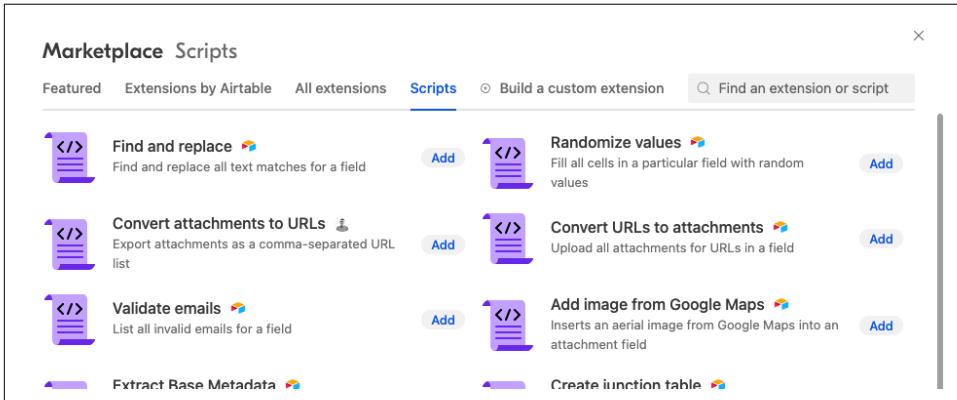 Marketplace Scripts
Featured Extensions by Airtable All extensions Scripts Build a custom extension Find an extension or script
Find and replace
Find and replace all text matches for a field
Add
Randomize values
Fill all cells in a particular field with random
values
Add
Convert attachments to URLs
Export attachments as a comma-separated URL
list
Add
Convert URLs to attachments
Upload all attachments for URLs in a field
Add
Validate emails
List all invalid emails for a field
Add
Add image from Google Maps
Inserts an aerial image from Google Maps into an
attachment field
Add
Extract Base Metadata
Create junction table